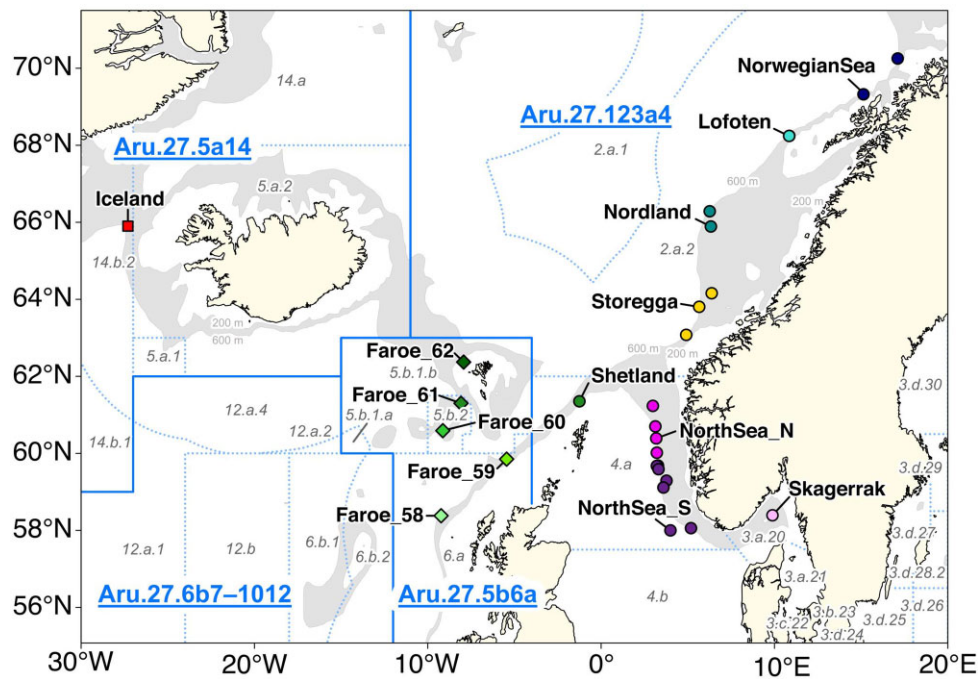 70°N
68°N
66°N
64°N
62°N
60°N
58°N
56°N
30°W
20°W
10°W
0°
10°E
20°E
14.a
Aru.27.5a14
Aru.27.123a4
2.a.1
NorwegianSea
Lofoten
5.a.2
Iceland
600 m
200 m
Nordland
14.b.2
2.a.2
Storegga
200 m
600 m
600 m
200 m
5.a.1
Faroe_62
5.b.1.b
Shetland
3.d.30
Faroe_61
12.a.4
5.b.1.a
5.b.2
Faroe_60
12.a.2
14.b.1
NorthSea_N
4.a
3.d.29
Faroe_59
Skagerrak
NorthSea_S
Faroe_58
3.d.27
12.a.1
12.b
6.b.1
6.b.2
6.a
3.a.20
3.a.21
3.d.28.2
Aru.27.6b7–1012
Aru.27.5b6a
4.b
3.b.23
3.d.26
3.c.22
3.d.25
3.d.24